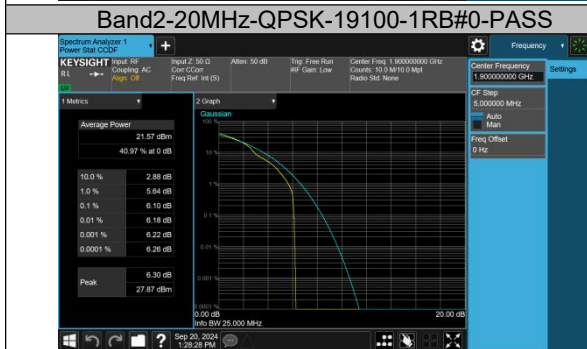 Band2-20MHz-QPSK-19100-1RB#0-PASS
Spectrum Analyzer 1
Power Stat CCDF
Frequency
KEYSIGHT
RL
Input: RF
Coupling: AC
Align: Off
Input Z: 50 Ω
Corr CCorr
Freq Ref: Int (S)
Atten: 50 dB
Trig: Free Run
#IF Gain: Low
Center Freq: 1.900000000 GHz
Counts: 10.0 M/10.0 Mpt
Radio Std: None
Center Frequency
1.900000000 GHz
Settings
CF Step
5.000000 MHz
Auto
Man
Freq Offset
0 Hz
1 Metrics
Average Power
21.57 dBm
40.97 % at 0 dB
10.0 % 2.88 dB
1.0 % 5.64 dB
0.1 % 6.10 dB
0.01 % 6.18 dB
0.001 % 6.22 dB
0.0001 % 6.26 dB
Peak 6.30 dB
27.87 dBm
2 Graph
Gaussian
100 %
10 %
1 %
0.1 %
0.01 %
0.001 %
0.0001 %
0.00 dB
20.00 dB
Info BW 25.000 MHz
Sep 20, 2024
1:28:28 PM